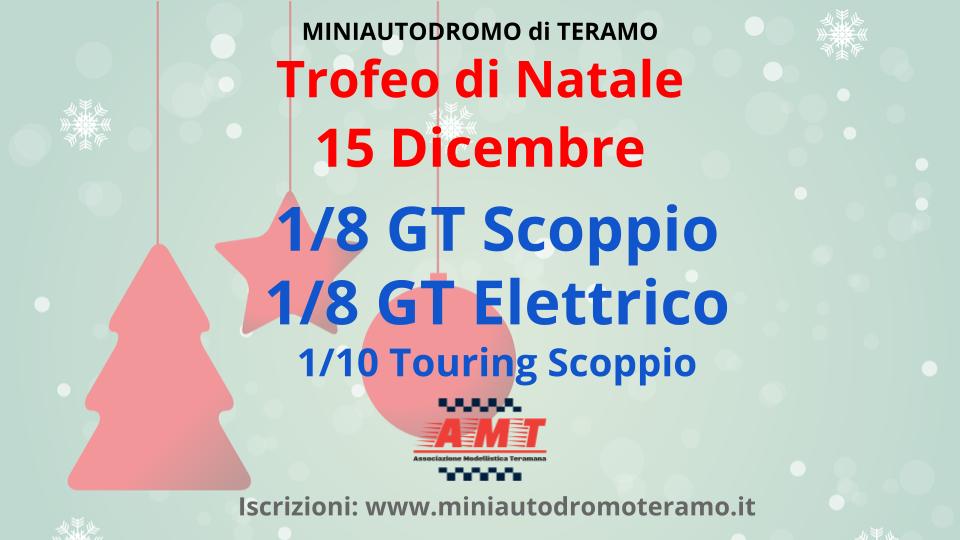 MINIAUTODROMO di TERAMO
Trofeo di Natale
15 Dicembre
1/8 GT Scoppio
1/8 GT Elettrico
1/10 Touring Scoppio
AMT
Associazione Modellistica Teramana
Iscrizioni: www.miniautodromoteramo.it